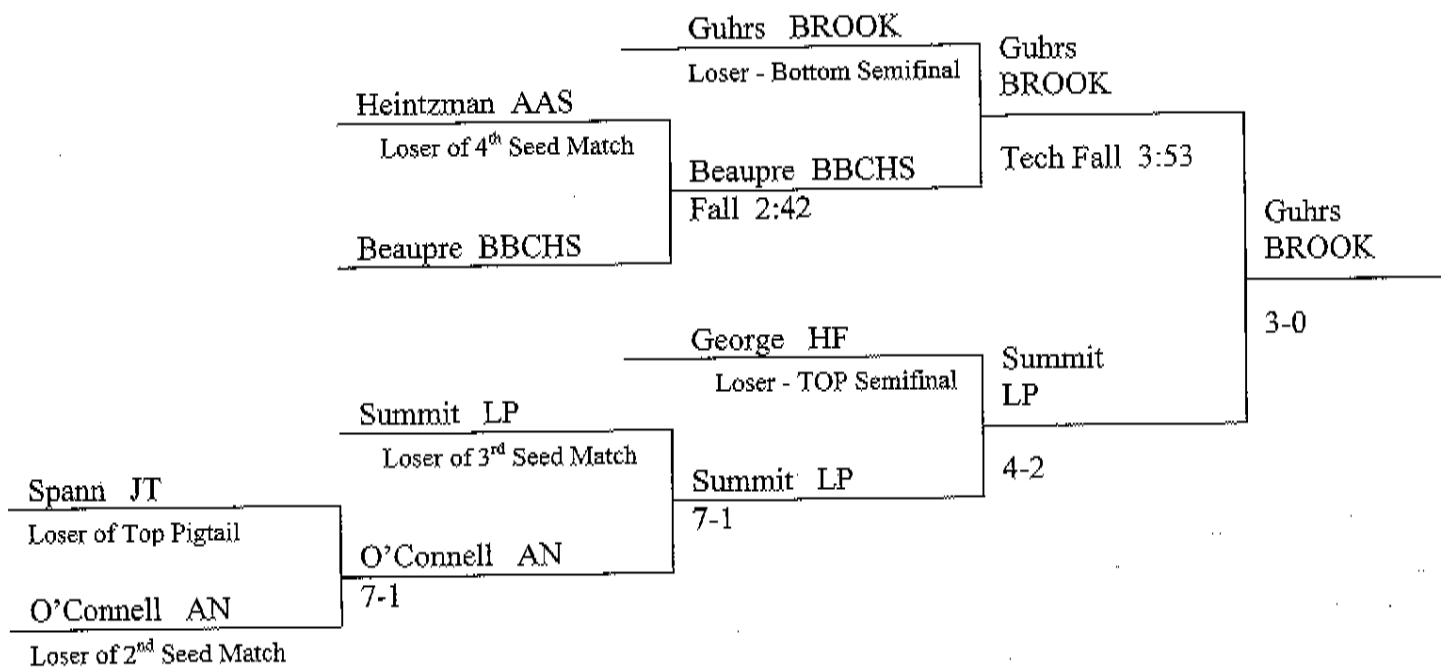 Guhrs BROOK
Loser - Bottom Semifinal
Guhrs
BROOK
Heintzman AAS
Loser of 4th Seed Match
Beaupre BBCHS
Fall 2:42
Tech Fall 3:53
Beaupre BBCHS
Guhrs
BROOK
3-0
George HF
Loser - TOP Semifinal
Summit
LP
Summit LP
Loser of 3rd Seed Match
Summit LP
7-1
4-2
Spann JT
Loser of Top Pigtail
O'Connell AN
7-1
O'Connell AN
Loser of 2nd Seed Match